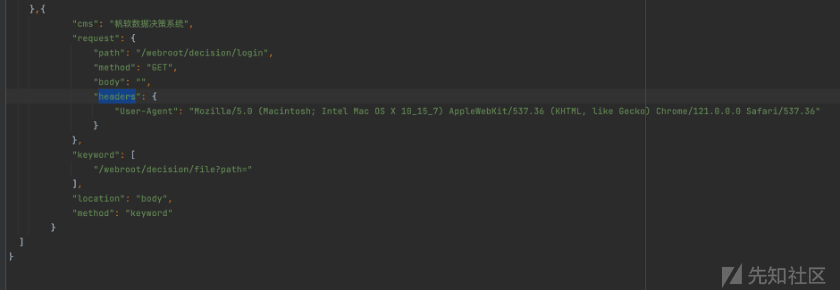 },{
"cms": "帆软数据决策系统",
"request": {
"path": "/webroot/decision/login",
"method": "GET",
"body": "",
"headers": {
"User-Agent": "Mozilla/5.0 (Macintosh; Intel Mac OS X 10_15_7) AppleWebKit/537.36 (KHTML, like Gecko) Chrome/121.0.0.0 Safari/537.36"
}
},
"keyword": [
"/webroot/decision/file?path="
],
"location": "body",
"method": "keyword"
}
]
}
先知社区